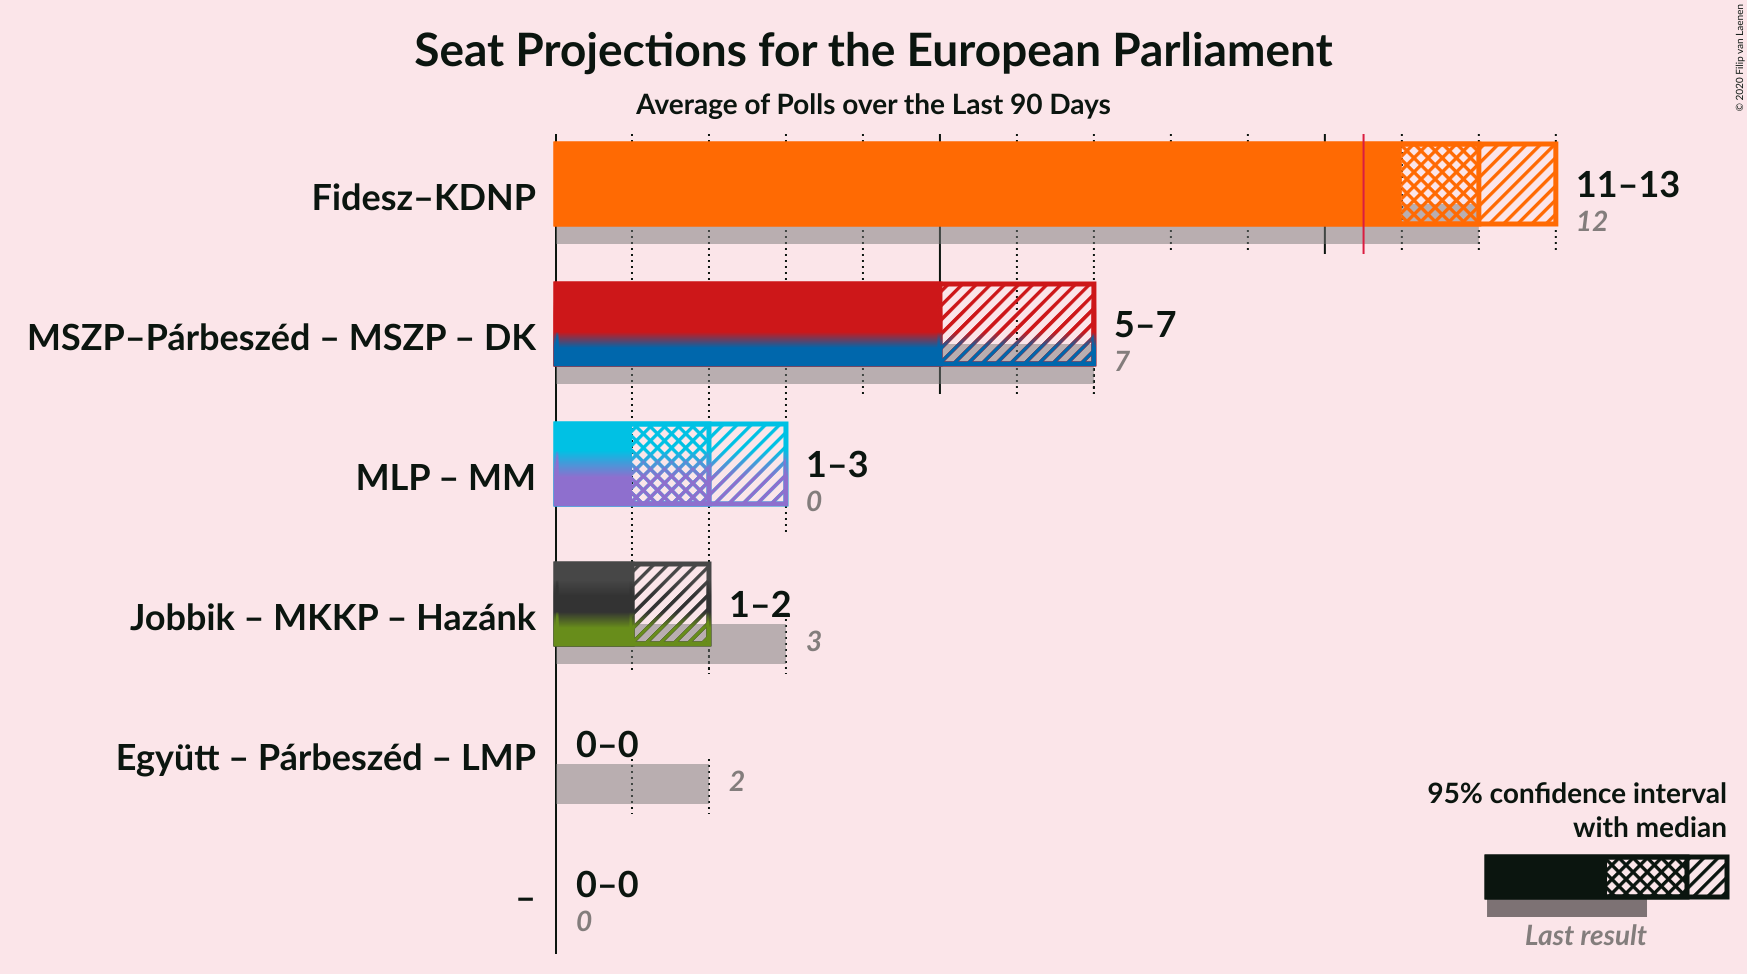 Seat Projections for the European Parliament
Average of Polls over the Last 90 Days
© 2020 Filip van Laenen
Fidesz–KDNP
11–13
12
MSZP–Párbeszéd – MSZP – DK
5–7
7
MLP – MM
1–3
0
Jobbik – MKKP – Hazánk
1–2
3
Együtt – Párbeszéd – LMP
0–0
2
–
0–0
0
95% confidence interval
with median
Last result